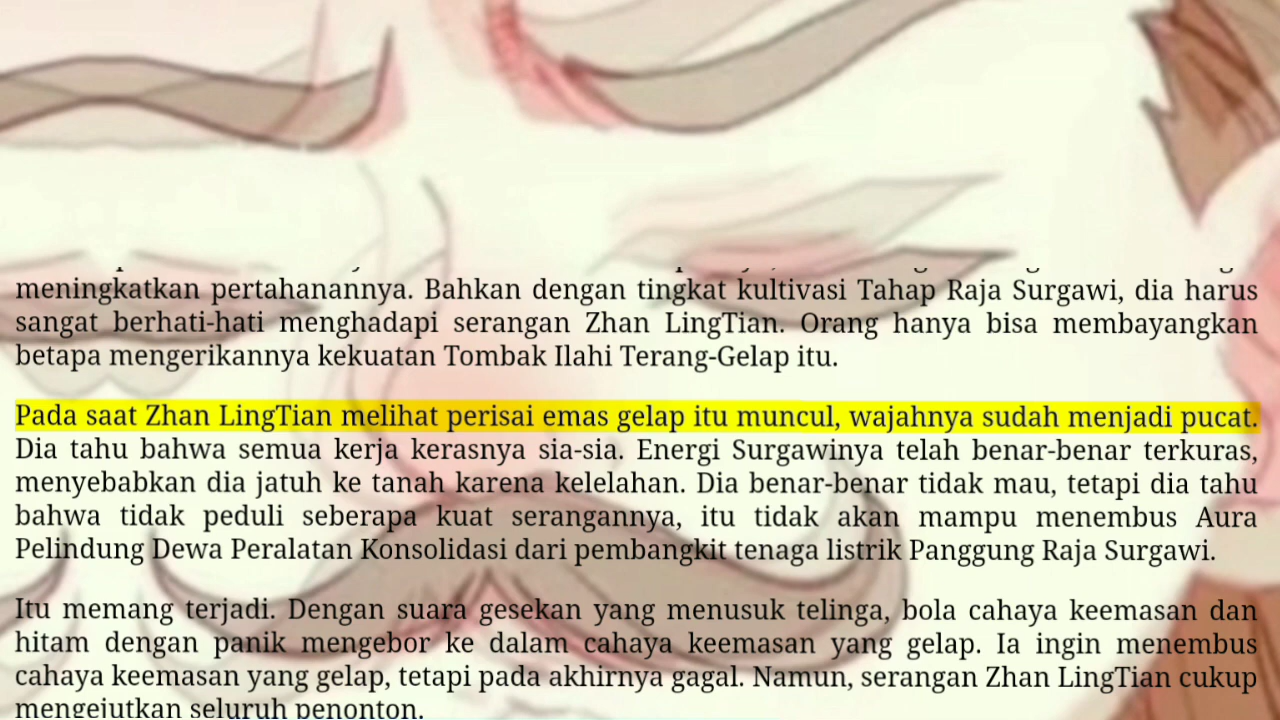 meningkatkan pertahanannya. Bahkan dengan tingkat kultivasi Tahap Raja Surgawi, dia harus
sangat berhati-hati menghadapi serangan Zhan LingTian. Orang hanya bisa membayangkan
betapa mengerikannya kekuatan Tombak Ilahi Terang-Gelap itu.
Pada saat Zhan LingTian melihat perisai emas gelap itu muncul, wajahnya sudah menjadi pucat.
Dia tahu bahwa semua kerja kerasnya sia-sia. Energi Surgawinya telah benar-benar terkuras,
menyebabkan dia jatuh ke tanah karena kelelahan. Dia benar-benar tidak mau, tetapi dia tahu
bahwa tidak peduli seberapa kuat serangannya, itu tidak akan mampu menembus Aura
Pelindung Dewa Peralatan Konsolidasi dari pembangkit tenaga listrik Panggung Raja Surgawi.
Itu memang terjadi. Dengan suara gesekan yang menusuk telinga, bola cahaya keemasan dan
hitam dengan panik mengebor ke dalam cahaya keemasan yang gelap. Ia ingin menembus
cahaya keemasan yang gelap, tetapi pada akhirnya gagal. Namun, serangan Zhan LingTian cukup
mengejutkan seluruh penonton.